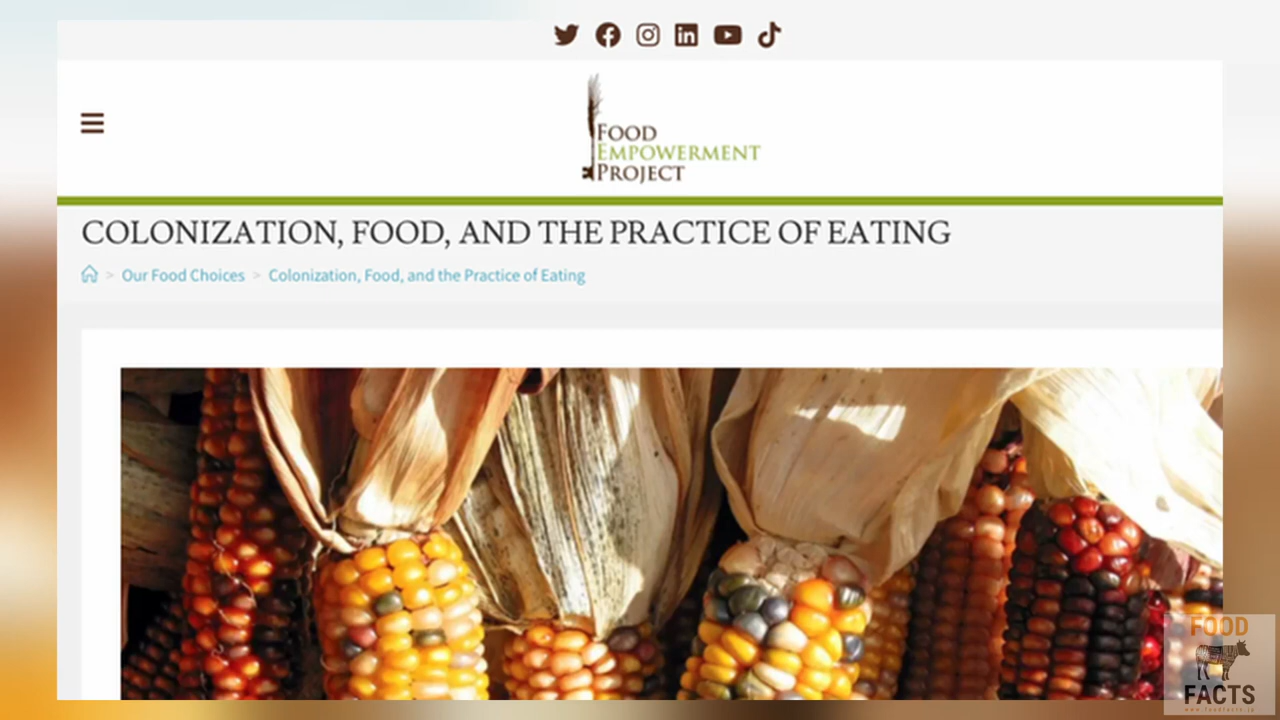 FOOD
EMPOWERMENT
PROJECT
COLONIZATION, FOOD, AND THE PRACTICE OF EATING
> Our Food Choices > Colonization, Food, and the Practice of Eating
FOOD
FACTS